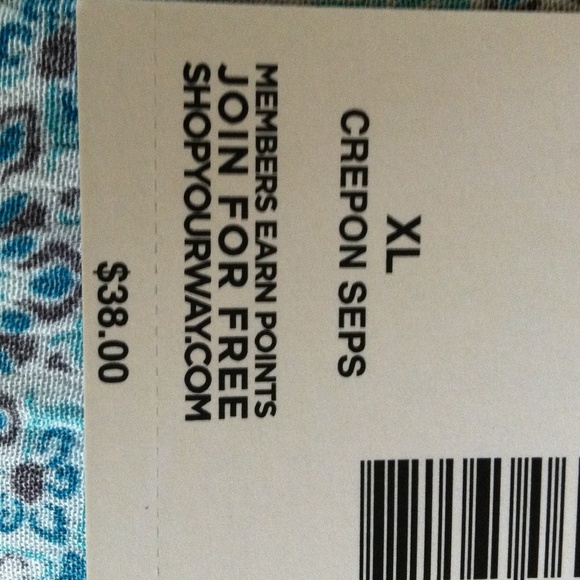 XL
CREPON SEPS
MEMBERS EARN POINTS
JOIN FOR FREE
SHOPYOURWAY.COM
$38.00